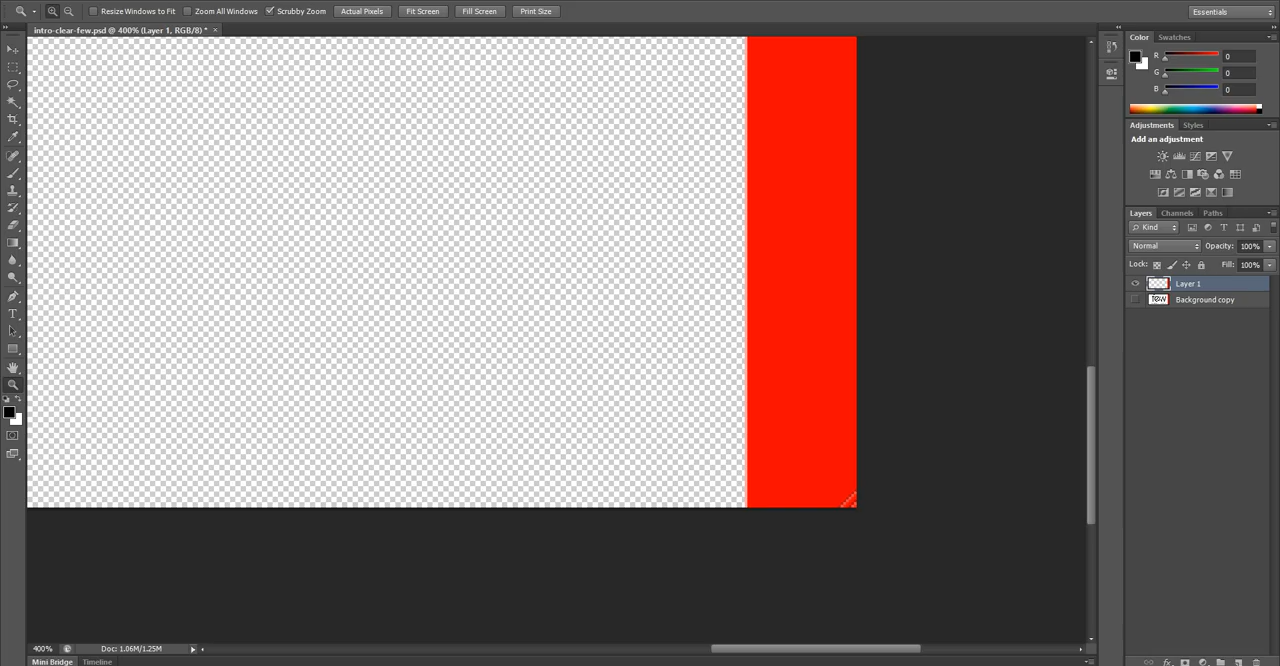 Resize Windows to Fit Zoom All Windows Scrubby Zoom Actual Pixels Fit Screen Fill Screen Print Size Essentials
intro-clear-few.psd @ 400% (Layer 1, RGB/8) * ×
Color Swatches
R 0
G 0
B 0
Adjustments Styles
Add an adjustment
Layers Channels Paths
Kind
Normal Opacity: 100%
Lock: Fill: 100%
Layer 1
Background copy
400% Doc: 1.06M/1.25M
Mini Bridge Timeline